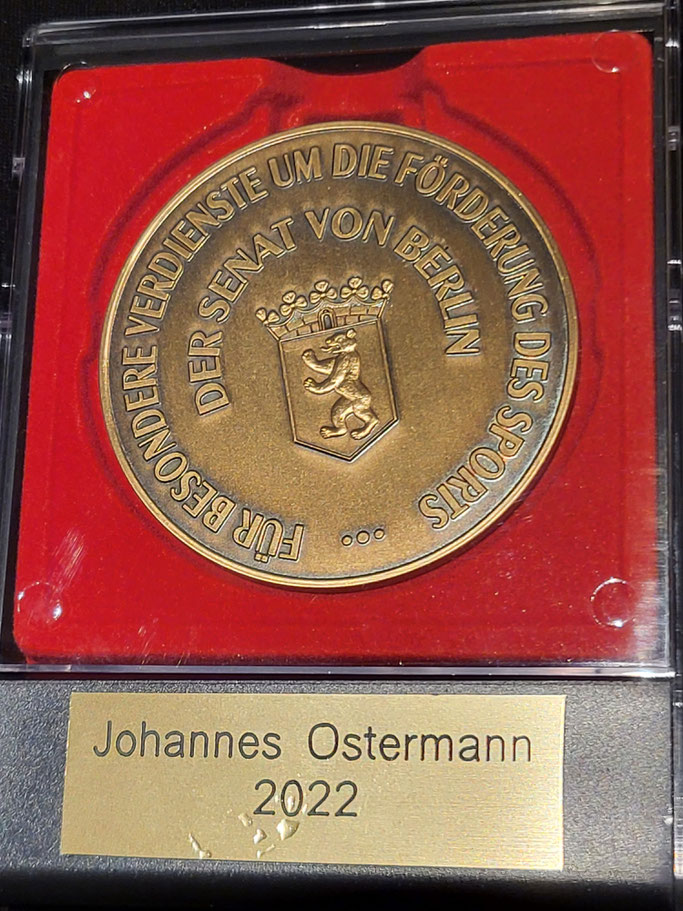 FÜR BESONDERE VERDIENSTE UM DIE FÖRDERUNG DES SPORTS
DER SENAT VON BERLIN
Johannes Ostermann
2022